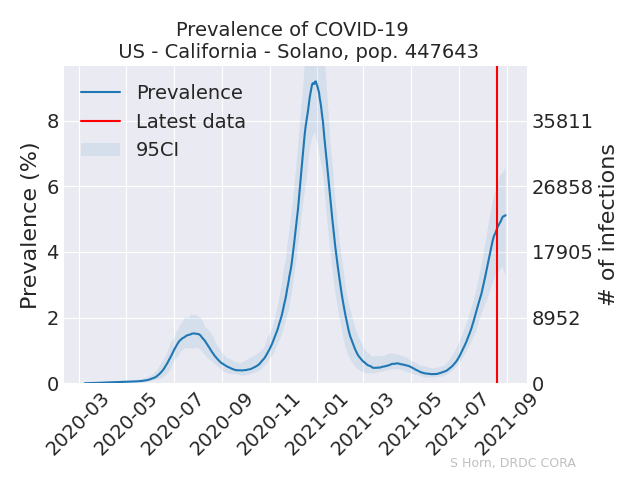 Prevalence of COVID-19
US - California - Solano, pop. 447643
Prevalence
Latest data
95CI
Prevalence (%)
8
6
4
2
0
35811
26858
17905
8952
0
# of infections
2020-03
2020-05
2020-07
2020-09
2020-11
2021-01
2021-03
2021-05
2021-07
2021-09
S Horn, DRDC CORA